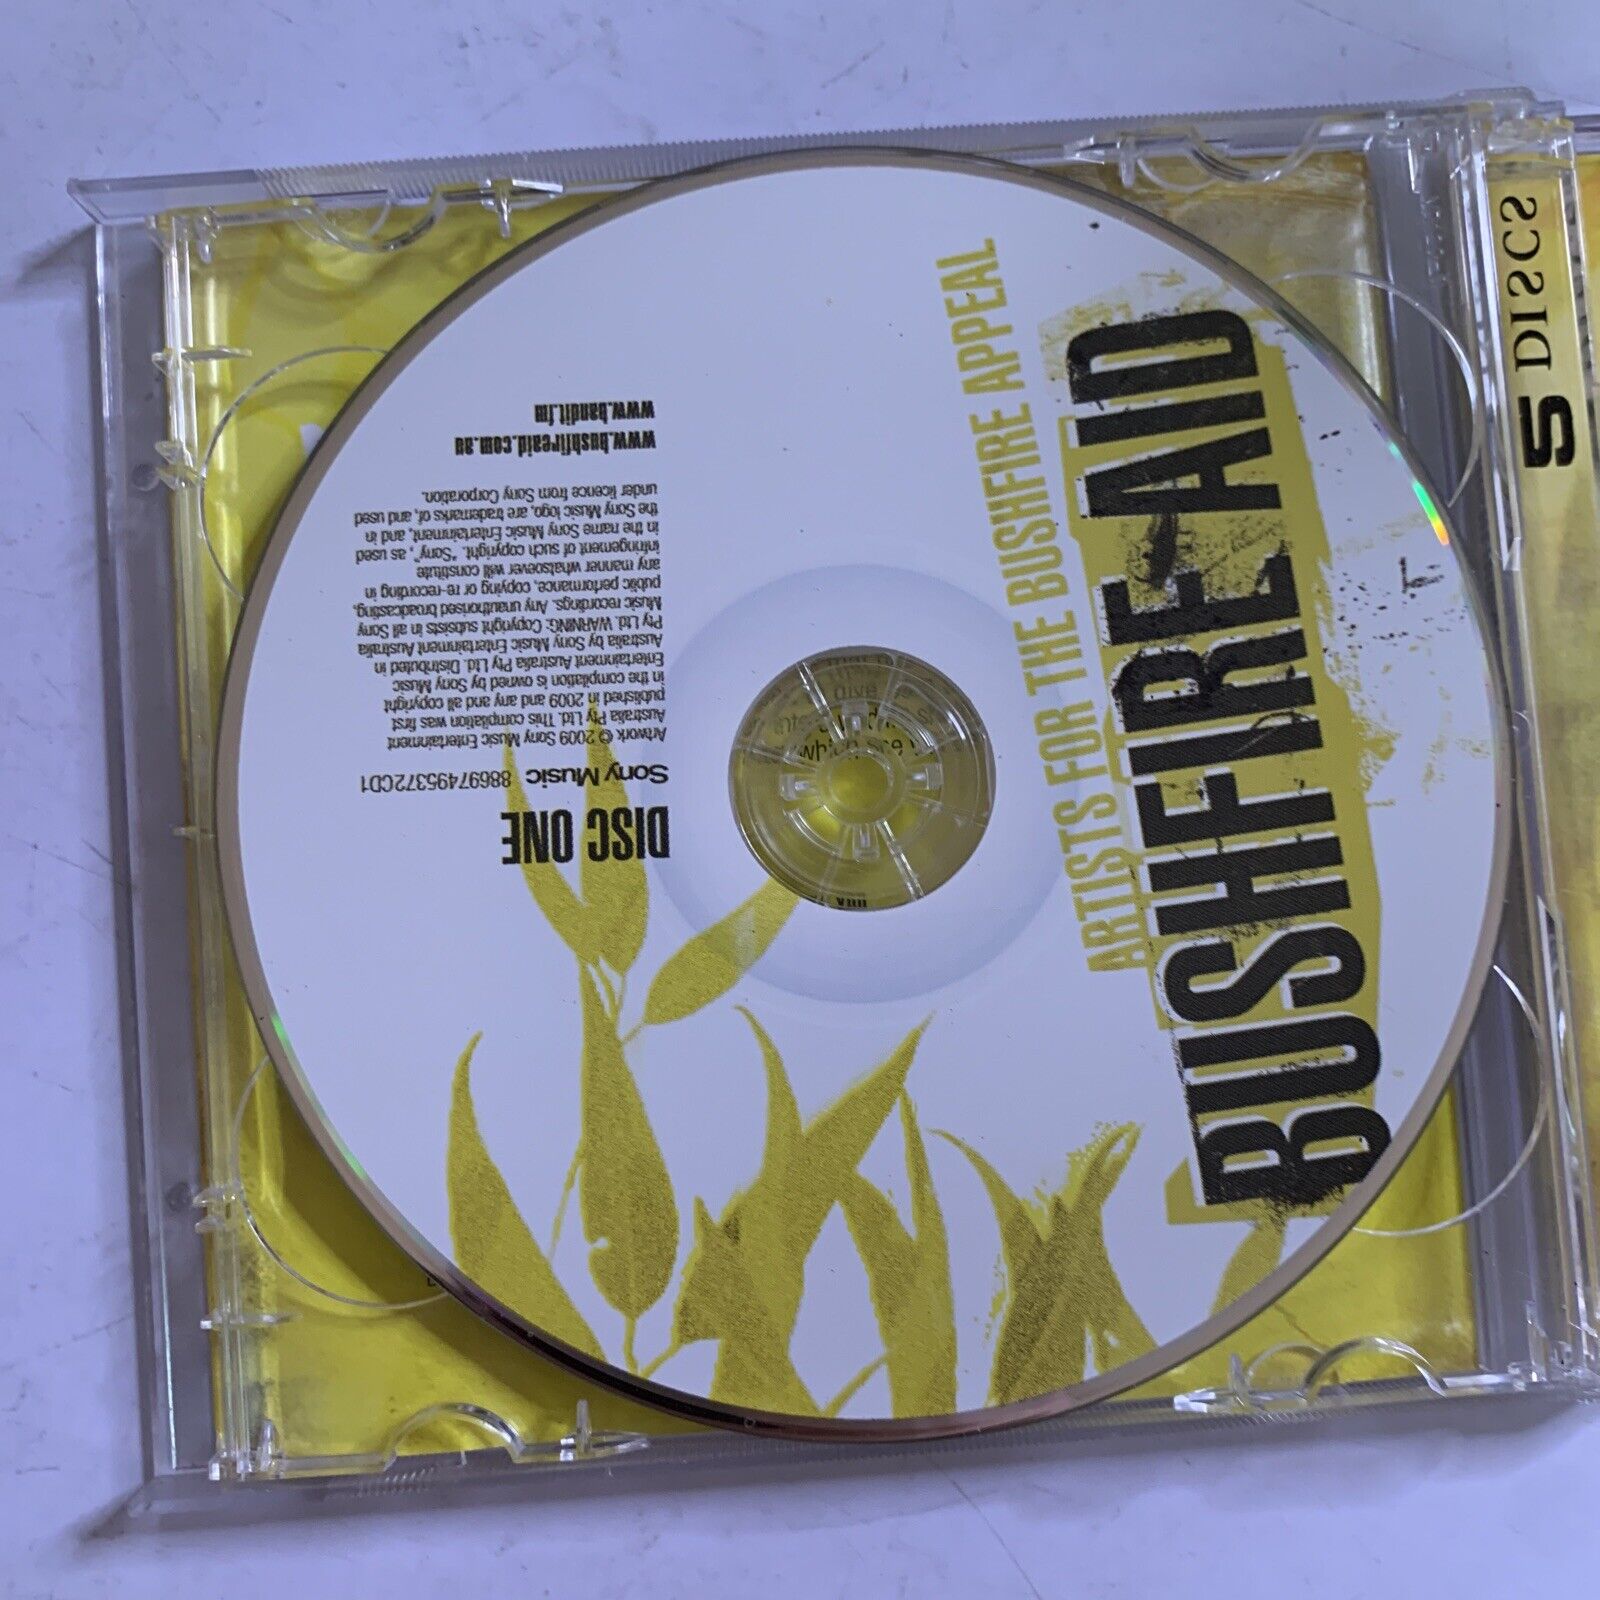 ARTISTS FOR THE BUSHFIRE APPEAL
BUSHFIRE AID
DISC ONE
Sony Music 88697495372CD1
Artwork © 2009 Sony Music Entertainment
Australia Pty Ltd. This compilation was first
published in 2009 and any and all copyright
in the compilation is owned by Sony Music
Entertainment Australia Pty Ltd. Distributed in
Australia by Sony Music Entertainment Australia
Pty Ltd. WARNING: Copyright subsists in all Sony
Music recordings. Any unauthorised broadcasting,
public performance, copying or re-recording in
any manner whatsoever will constitute
infringement of such copyright. "Sony", as used
in the name Sony Music Entertainment, and in
the Sony Music logo, are trademarks of, and used
under licence from Sony Corporation.
www.bushfireaid.com.au
www.bandit.fm
2 DISCS
which see